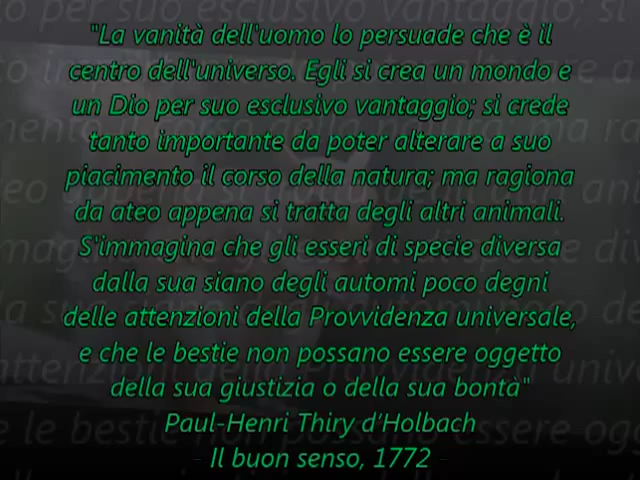 "La vanità dell'uomo lo persuade che è il
centro dell'universo. Egli si crea un mondo e
un Dio per suo esclusivo vantaggio; si crede
tanto importante da poter alterare a suo
piacimento il corso della natura; ma ragiona
da ateo appena si tratta degli altri animali.
S'immagina che gli esseri di specie diversa
dalla sua siano degli automi poco degni
delle attenzioni della Provvidenza universale,
e che le bestie non possano essere oggetto
della sua giustizia o della sua bontà"
Paul-Henri Thiry d’Holbach
- Il buon senso, 1772 -